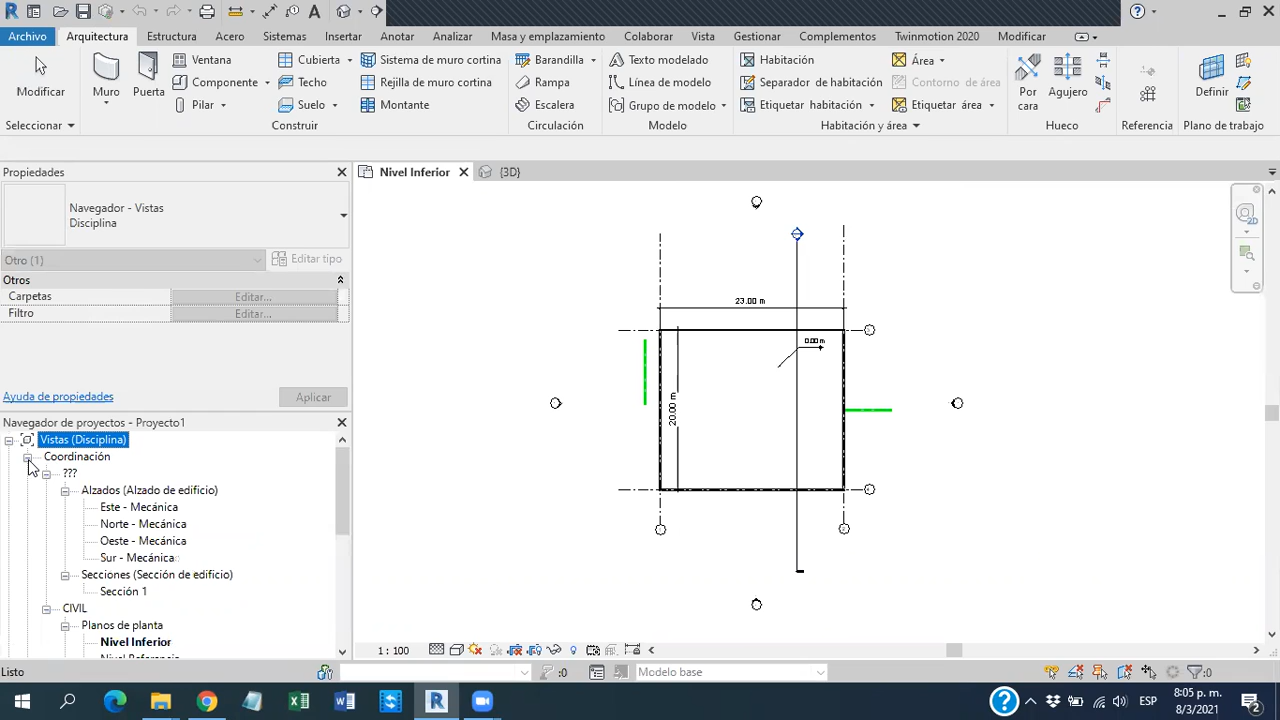 Archivo Arquitectura Estructura Acero Sistemas Insertar Anotar Analizar Masa y emplazamiento Colaborar Vista Gestionar Complementos Twinmotion 2020 Modificar
Modificar
Seleccionar
Muro
Puerta
Ventana
Componente
Pilar
Cubierta
Techo
Suelo
Sistema de muro cortina
Rejilla de muro cortina
Montante
Construir
Barandilla
Rampa
Escalera
Circulación
Texto modelado
Línea de modelo
Grupo de modelo
Modelo
Habitación
Separador de habitación
Etiquetar habitación
Área
Contorno de área
Etiquetar área
Habitación y área
Por
cara
Agujero
Hueco
Referencia
Definir
Plano de trabajo
Propiedades
Navegador - Vistas
Disciplina
Otro (1)
Editar tipo
Otros
Carpetas Editar...
Filtro Editar...
Ayuda de propiedades
Aplicar
Navegador de proyectos - Proyecto1
Vistas (Disciplina)
Coordinación
???
Alzados (Alzado de edificio)
Este - Mecánica
Norte - Mecánica
Oeste - Mecánica
Sur - Mecánica
Secciones (Sección de edificio)
Sección 1
CIVIL
Planos de planta
Nivel Inferior
Nivel Referencia
Nivel Inferior
{3D}
2D
23.00 m
0.00 m
20.00 m
1 : 100
Listo
:0
Modelo base
:0
ESP
8:05 p. m.
8/3/2021
2